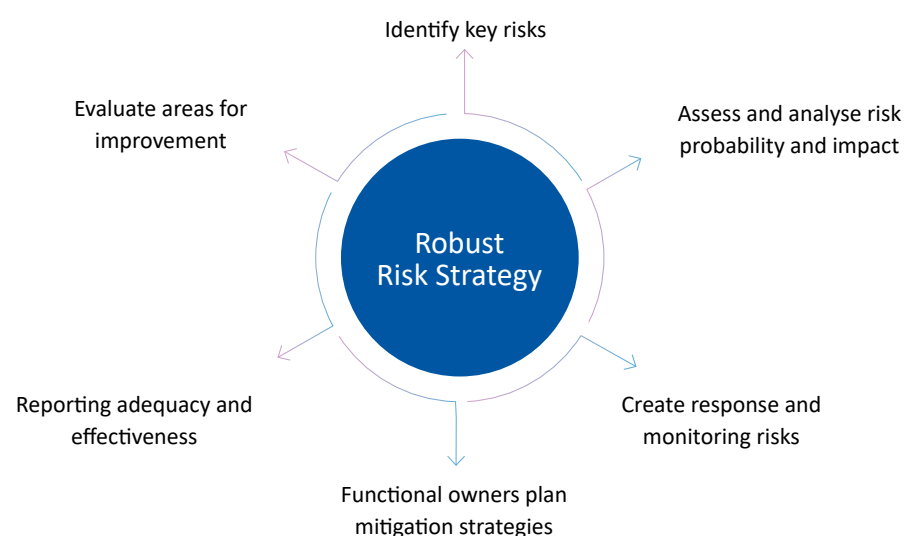 Identify key risks
Assess and analyse risk
probability and impact
Create response and
monitoring risks
Functional owners plan
mitigation strategies
Reporting adequacy and
effectiveness
Evaluate areas for
improvement
Robust
Risk Strategy